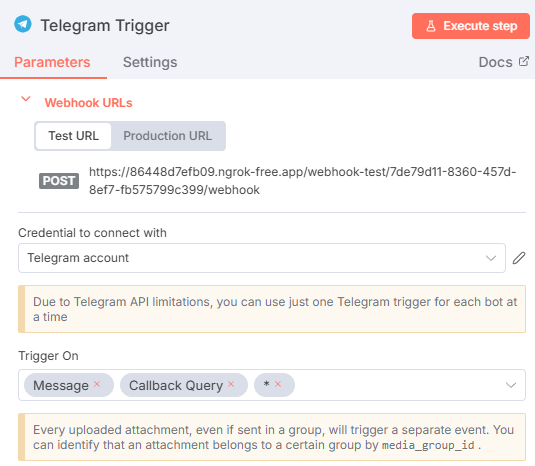 Telegram Trigger
Execute step
Parameters
Settings
Docs
Webhook URLs
Test URL
Production URL
POST
https://86448d7efb09.ngrok-free.app/webhook-test/7de79d11-8360-457d-
8ef7-fb575799c399/webhook
Credential to connect with
Telegram account
Due to Telegram API limitations, you can use just one Telegram trigger for each bot at
a time
Trigger On
Message × Callback Query × * ×
Every uploaded attachment, even if sent in a group, will trigger a separate event. You
can identify that an attachment belongs to a certain group by media_group_id .